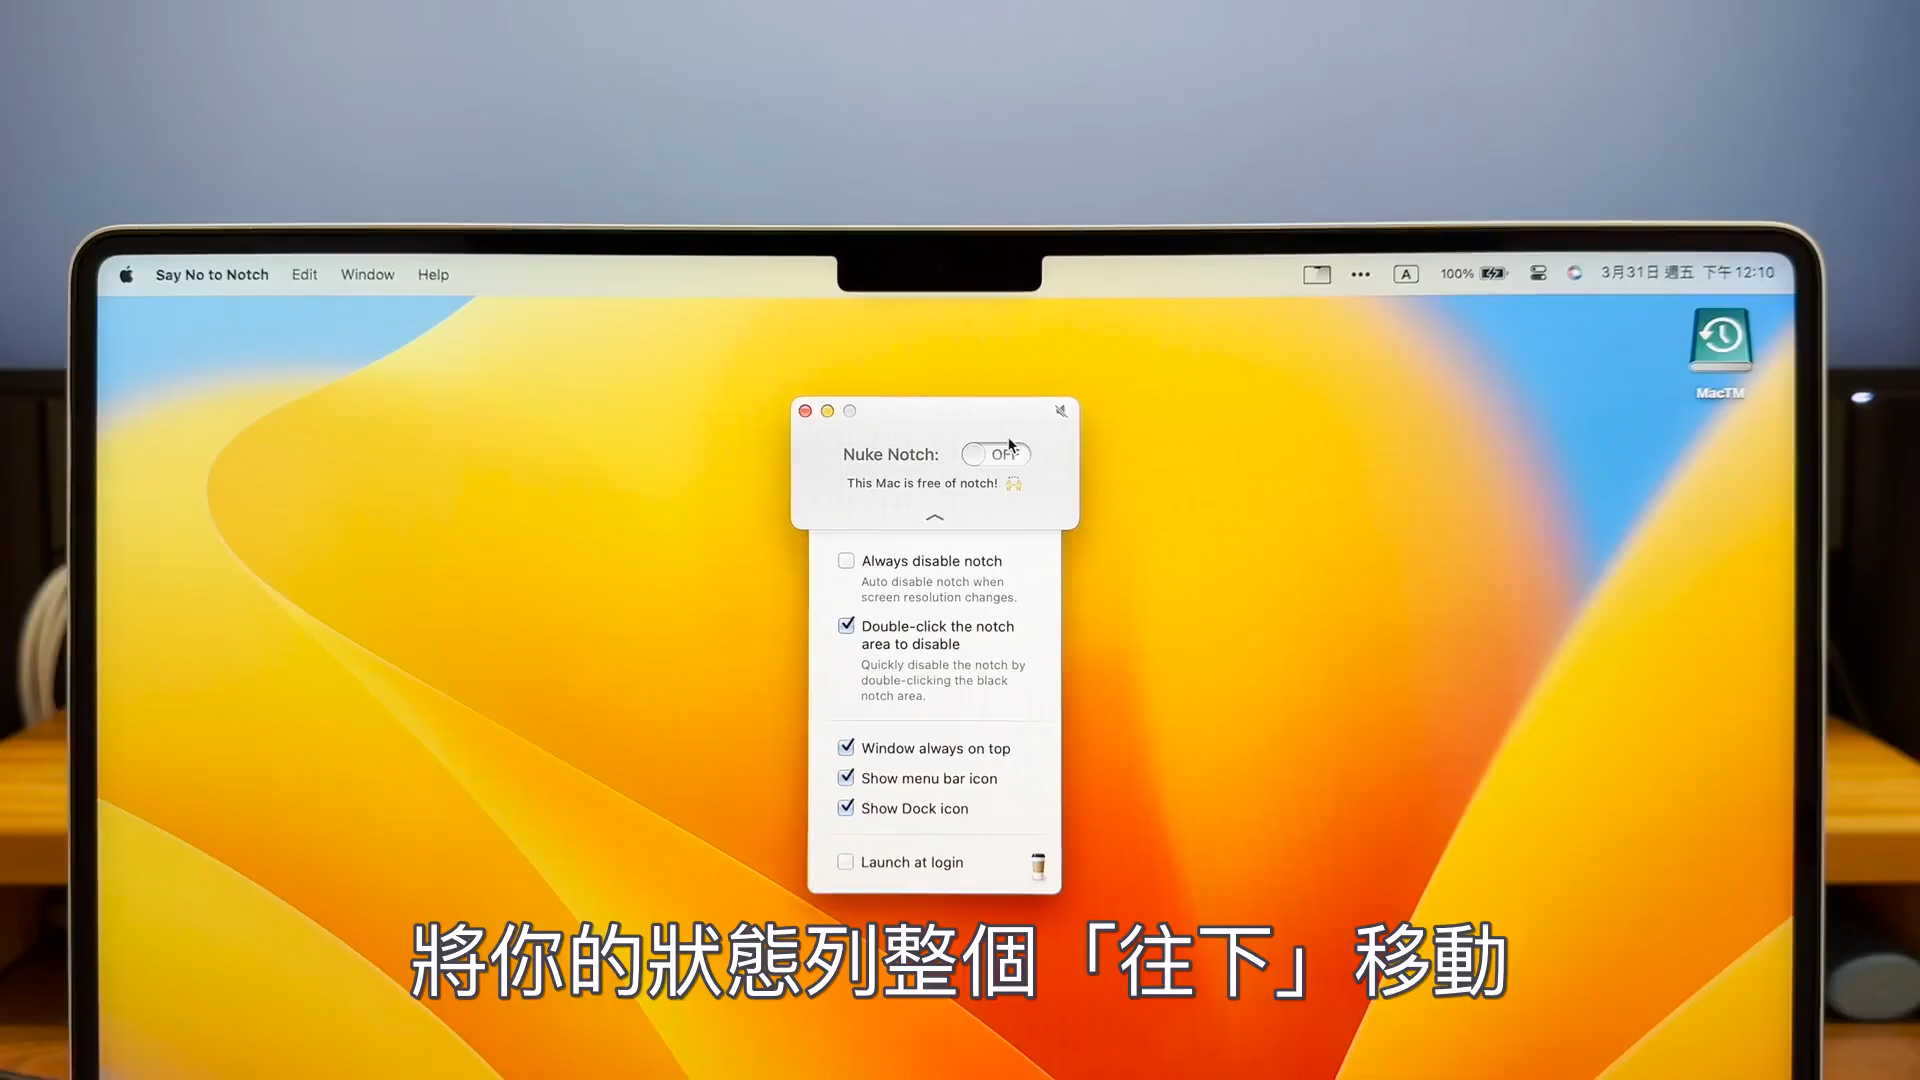 Say No to Notch Edit Window Help
A 100% 3月31日 週五 下午 12:10
MacTM
Nuke Notch: OFF
This Mac is free of notch!
Always disable notch
Auto disable notch when
screen resolution changes.
Double-click the notch
area to disable
Quickly disable the notch by
double-clicking the black
notch area.
Window always on top
Show menu bar icon
Show Dock icon
Launch at login
將你的狀態列整個「往下」移動